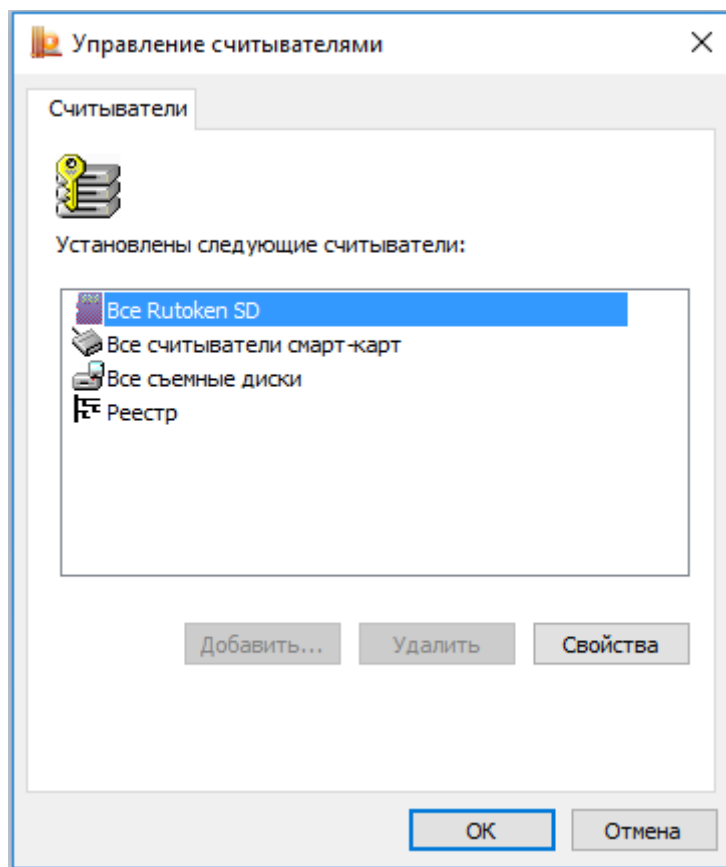 Управление считывателями
Считыватели
Установлены следующие считыватели:
Все Rutoken SD
Все считыватели смарт-карт
Все съемные диски
Реестр
Добавить... Удалить Свойства
OK Отмена